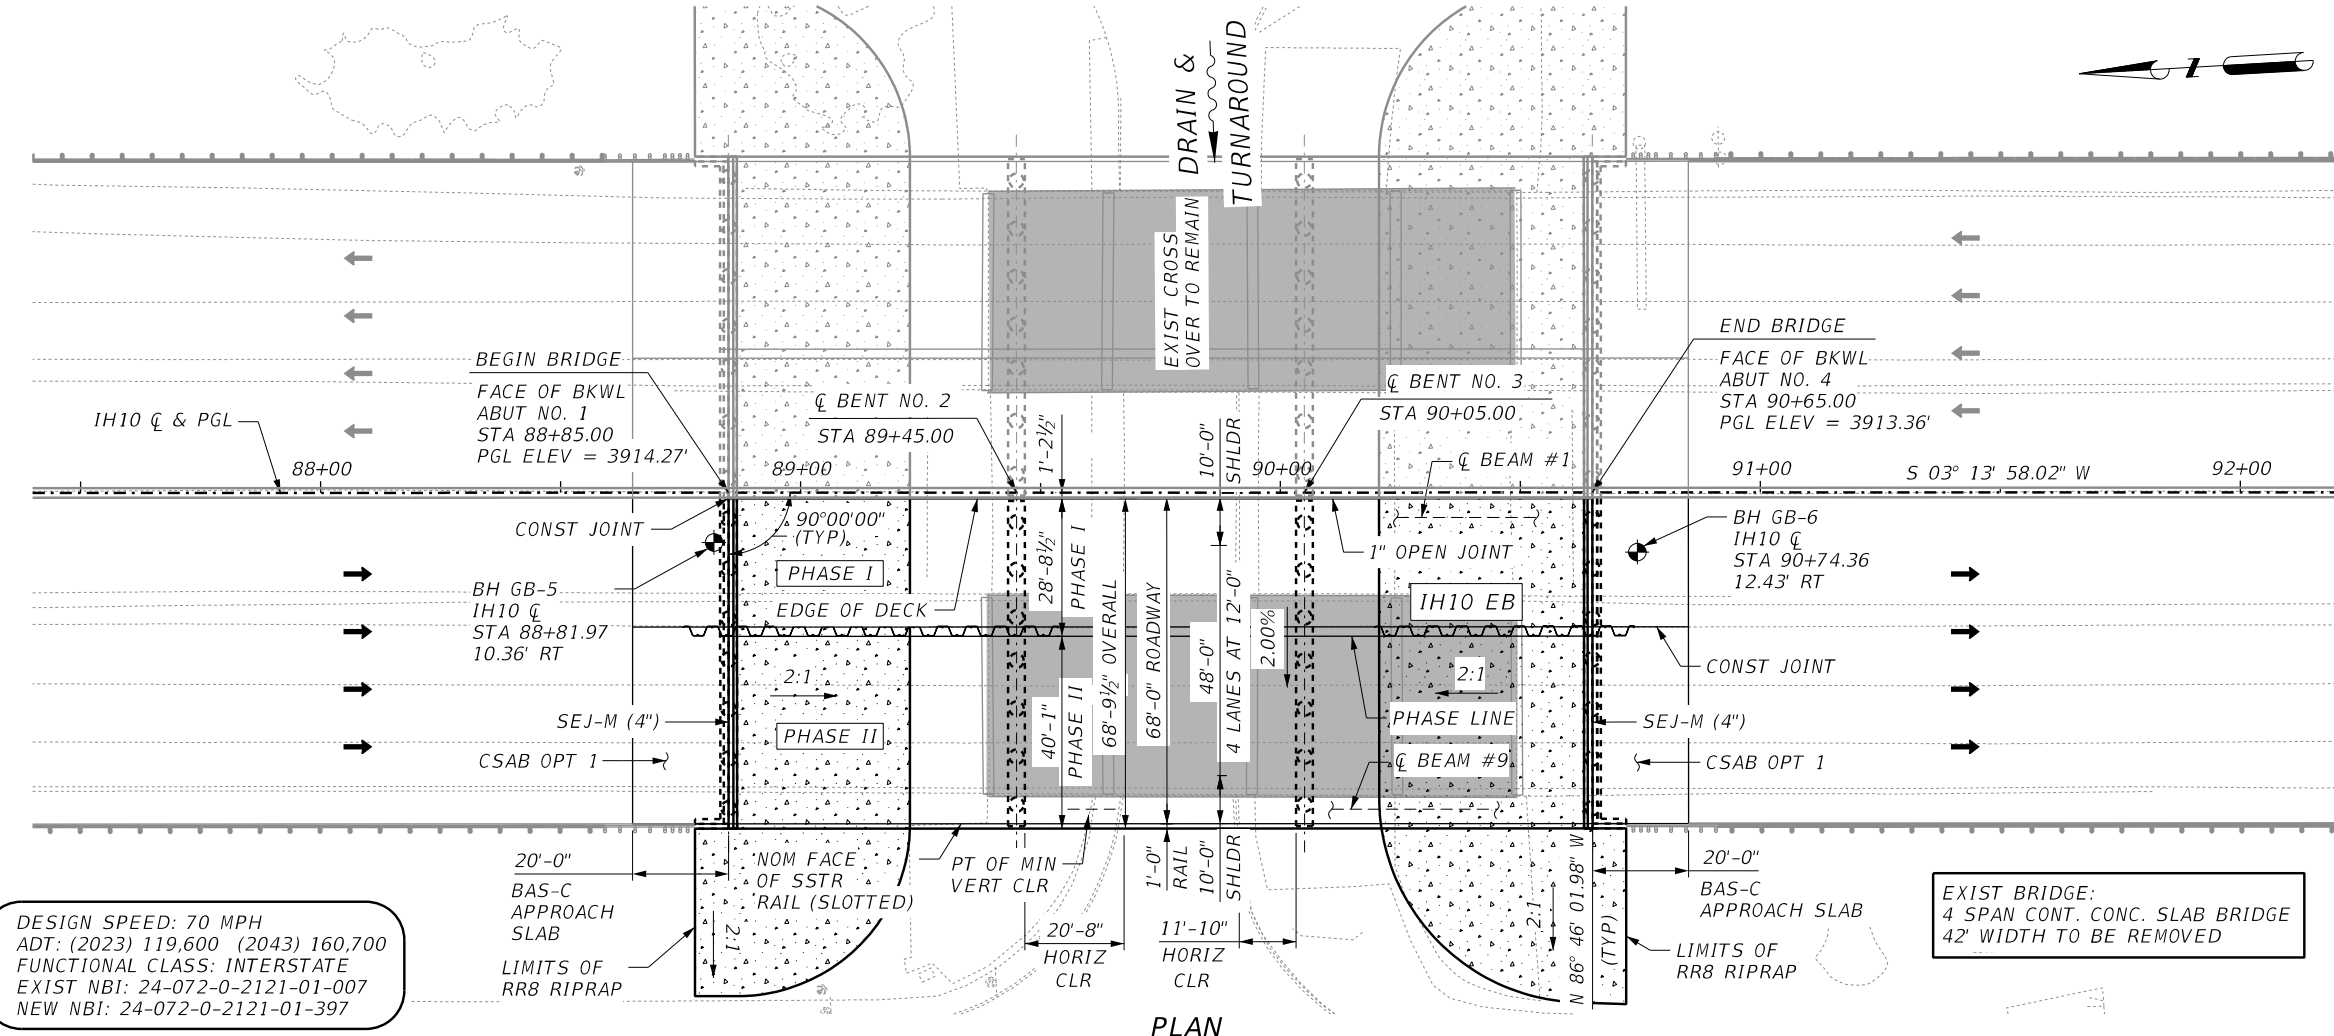 DRAIN &
TURNAROUND
N
EXIST CROSS
OVER TO REMAIN
BEGIN BRIDGE
FACE OF BKWL
ABUT NO. 1
STA 88+85.00
PGL ELEV = 3914.27'
IH10 ℄ & PGL
℄ BENT NO. 2
STA 89+45.00
℄ BENT NO. 3
STA 90+05.00
END BRIDGE
FACE OF BKWL
ABUT NO. 4
STA 90+65.00
PGL ELEV = 3913.36'
88+00
89+00
90+00
91+00
92+00
S 03° 13' 58.02" W
1'-2½"
10'-0"
SHLDR
℄ BEAM #1
CONST JOINT
90°00'00"
(TYP)
PHASE I
BH GB-5
IH10 ℄
STA 88+81.97
10.36' RT
EDGE OF DECK
28'-8½"
PHASE I
68'-9½" OVERALL
68'-0" ROADWAY
48'-0"
4 LANES AT 12'-0"
2.00%
1" OPEN JOINT
IH10 EB
BH GB-6
IH10 ℄
STA 90+74.36
12.43' RT
CONST JOINT
2:1
2:1
SEJ-M (4")
PHASE II
CSAB OPT 1
40'-1"
PHASE II
PHASE LINE
℄ BEAM #9
SEJ-M (4")
CSAB OPT 1
20'-0"
BAS-C
APPROACH
SLAB
NOM FACE
OF SSTR
RAIL (SLOTTED)
PT OF MIN
VERT CLR
1'-0"
RAIL
10'-0"
SHLDR
20'-8"
HORIZ
CLR
11'-10"
HORIZ
CLR
2:1
2:1
N 86° 46' 01.98" W
(TYP)
20'-0"
BAS-C
APPROACH SLAB
LIMITS OF
RR8 RIPRAP
LIMITS OF
RR8 RIPRAP
DESIGN SPEED: 70 MPH
ADT: (2023) 119,600 (2043) 160,700
FUNCTIONAL CLASS: INTERSTATE
EXIST NBI: 24-072-0-2121-01-007
NEW NBI: 24-072-0-2121-01-397
EXIST BRIDGE:
4 SPAN CONT. CONC. SLAB BRIDGE
42' WIDTH TO BE REMOVED
PLAN